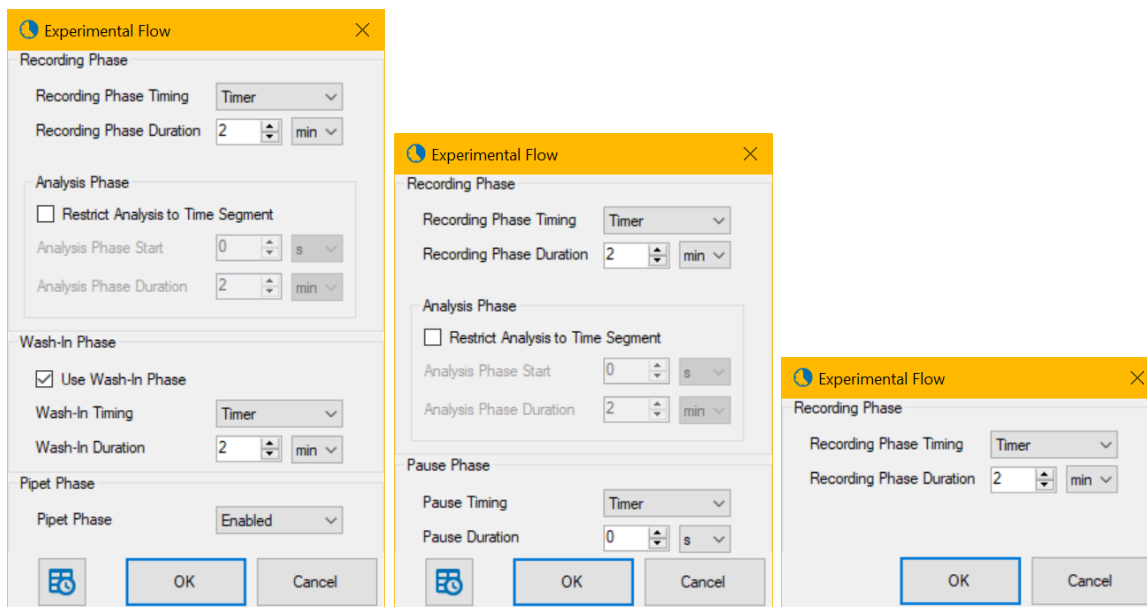 Experimental Flow
Recording Phase
Recording Phase Timing Timer
Recording Phase Duration 2 min
Analysis Phase
Restrict Analysis to Time Segment
Analysis Phase Start 0 s
Analysis Phase Duration 2 min
Wash-In Phase
Use Wash-In Phase
Wash-In Timing Timer
Wash-In Duration 2 min
Pipet Phase
Pipet Phase Enabled
OK Cancel
Experimental Flow
Recording Phase
Recording Phase Timing Timer
Recording Phase Duration 2 min
Analysis Phase
Restrict Analysis to Time Segment
Analysis Phase Start 0 s
Analysis Phase Duration 2 min
Pause Phase
Pause Timing Timer
Pause Duration 0 s
OK Cancel
Experimental Flow
Recording Phase
Recording Phase Timing Timer
Recording Phase Duration 2 min
OK Cancel